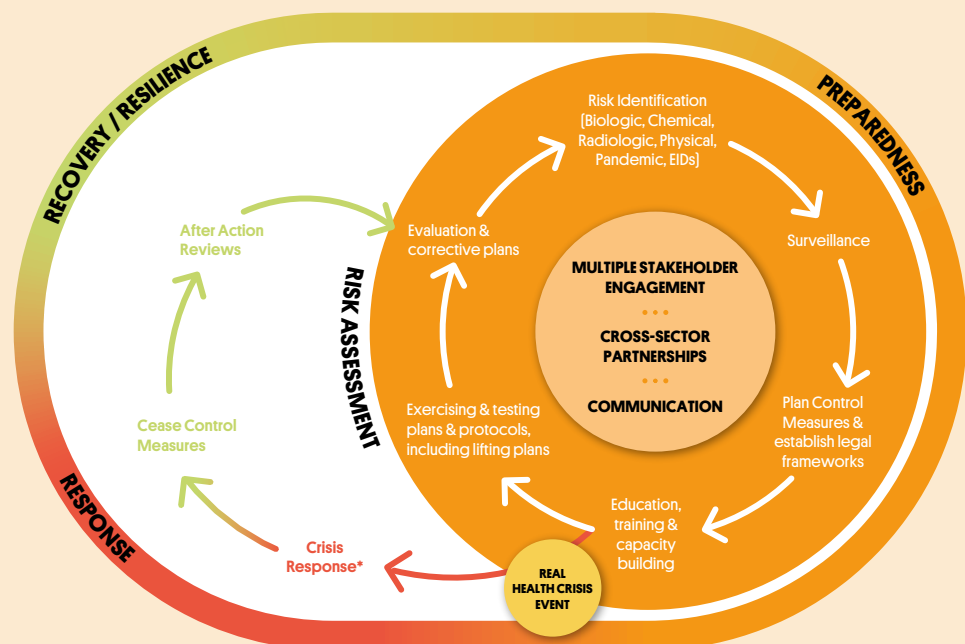 RECOVERY / RESILIENCE
PREPAREDNESS
RESPONSE
RISK ASSESSMENT
Risk Identification
(Biologic, Chemical,
Radiologic, Physical,
Pandemic, EIDs)
Surveillance
Plan Control
Measures &
establish legal
frameworks
Education,
training &
capacity
building
Exercising & testing
plans & protocols,
including lifting plans
Evaluation &
corrective plans
MULTIPLE STAKEHOLDER
ENGAGEMENT
CROSS-SECTOR
PARTNERSHIPS
COMMUNICATION
REAL
HEALTH CRISIS
EVENT
Crisis
Response*
Cease Control
Measures
After Action
Reviews